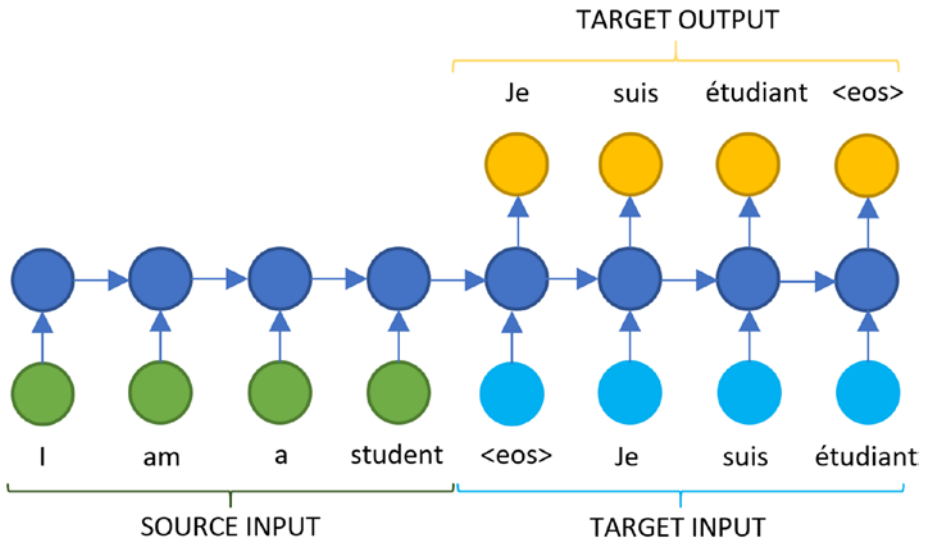 TARGET OUTPUT
Je suis étudiant <eos>
I am a student <eos> Je suis étudiant
SOURCE INPUT TARGET INPUT